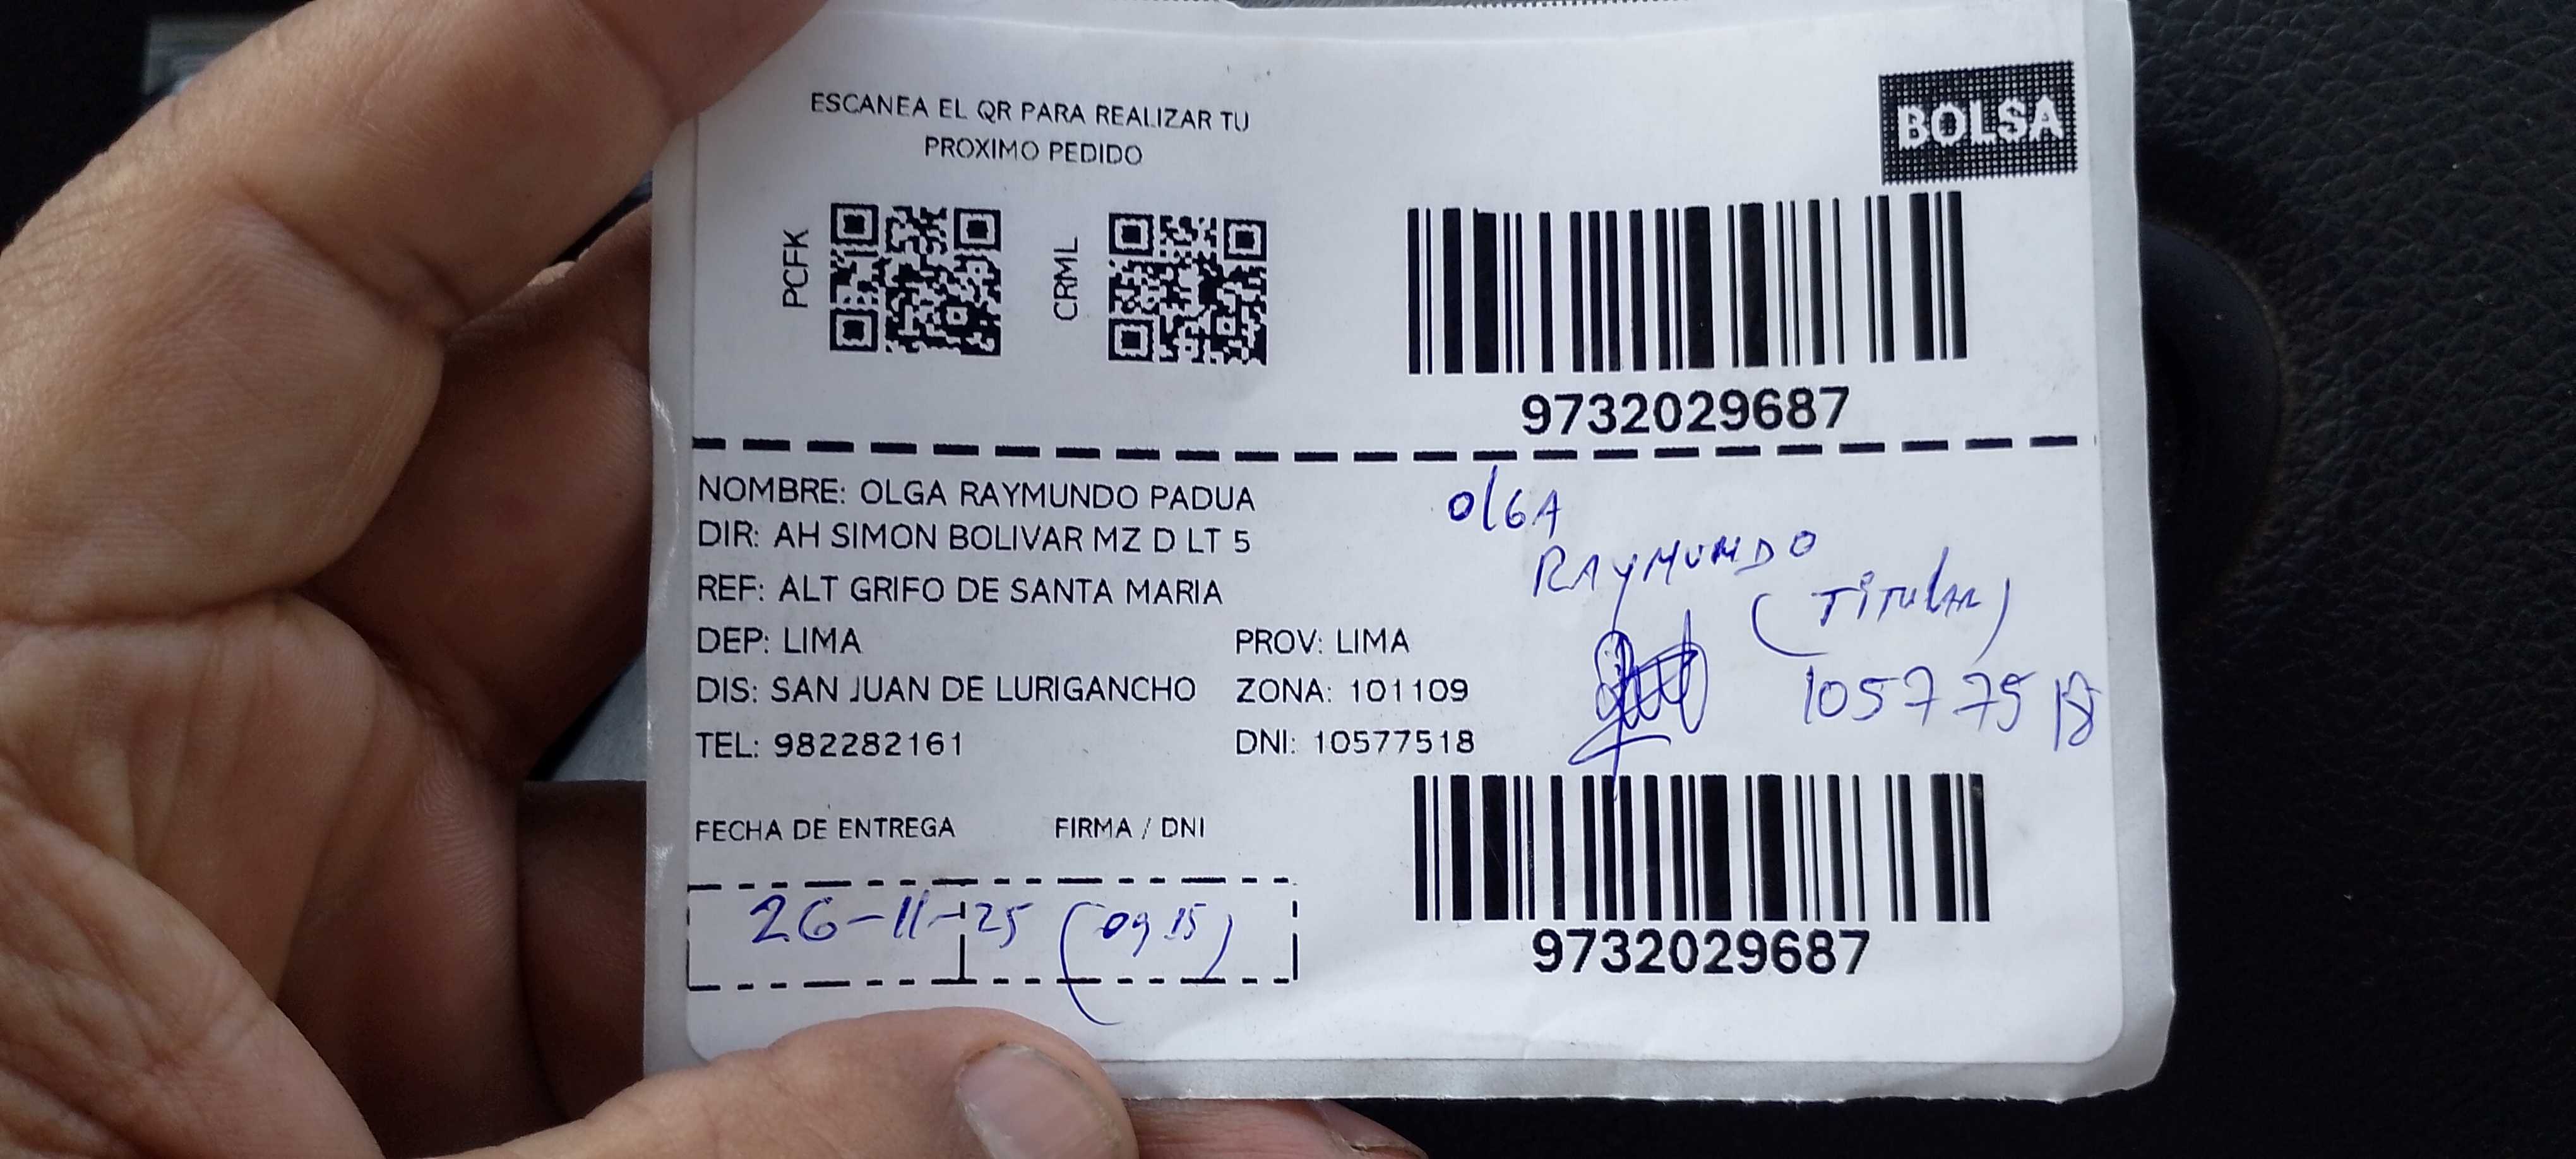 ESCANEA EL QR PARA REALIZAR TU
PROXIMO PEDIDO
BOLSA
PCFK
CRML
9732029687
NOMBRE: OLGA RAYMUNDO PADUA
DIR: AH SIMON BOLIVAR MZ D LT 5
REF: ALT GRIFO DE SANTA MARIA
DEP: LIMA PROV: LIMA
DIS: SAN JUAN DE LURIGANCHO ZONA: 101109
TEL: 982282161 DNI: 10577518
OlGA
RAYMUNDO
(TiTulAR)
10577518
FECHA DE ENTREGA FIRMA / DNI
26-11-25 (09 15)
9732029687